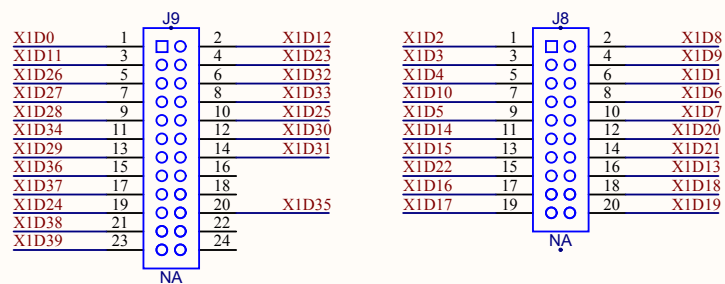 J9 J8
X1D0 1 2 X1D12 X1D2 1 2 X1D8
X1D11 3 4 X1D23 X1D3 3 4 X1D9
X1D26 5 6 X1D32 X1D4 5 6 X1D1
X1D27 7 8 X1D33 X1D10 7 8 X1D6
X1D28 9 10 X1D25 X1D5 9 10 X1D7
X1D34 11 12 X1D30 X1D14 11 12 X1D20
X1D29 13 14 X1D31 X1D15 13 14 X1D21
X1D36 15 16 X1D22 15 16 X1D13
X1D37 17 18 X1D16 17 18 X1D18
X1D24 19 20 X1D35 X1D17 19 20 X1D19
X1D38 21 22
X1D39 23 24 NA
NA